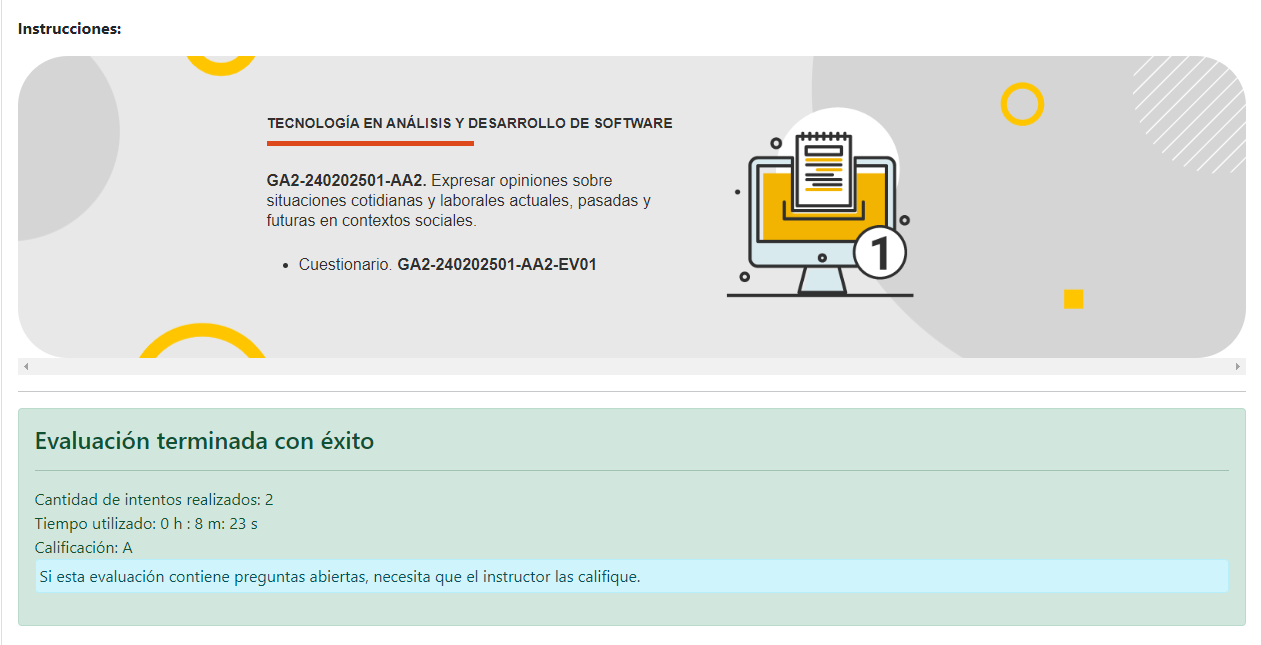 Instrucciones:
TECNOLOGÍA EN ANÁLISIS Y DESARROLLO DE SOFTWARE
GA2-240202501-AA2. Expresar opiniones sobre
situaciones cotidianas y laborales actuales, pasadas y
futuras en contextos sociales.
• Cuestionario. GA2-240202501-AA2-EV01
1
Evaluación terminada con éxito
Cantidad de intentos realizados: 2
Tiempo utilizado: 0 h : 8 m: 23 s
Calificación: A
Si esta evaluación contiene preguntas abiertas, necesita que el instructor las califique.